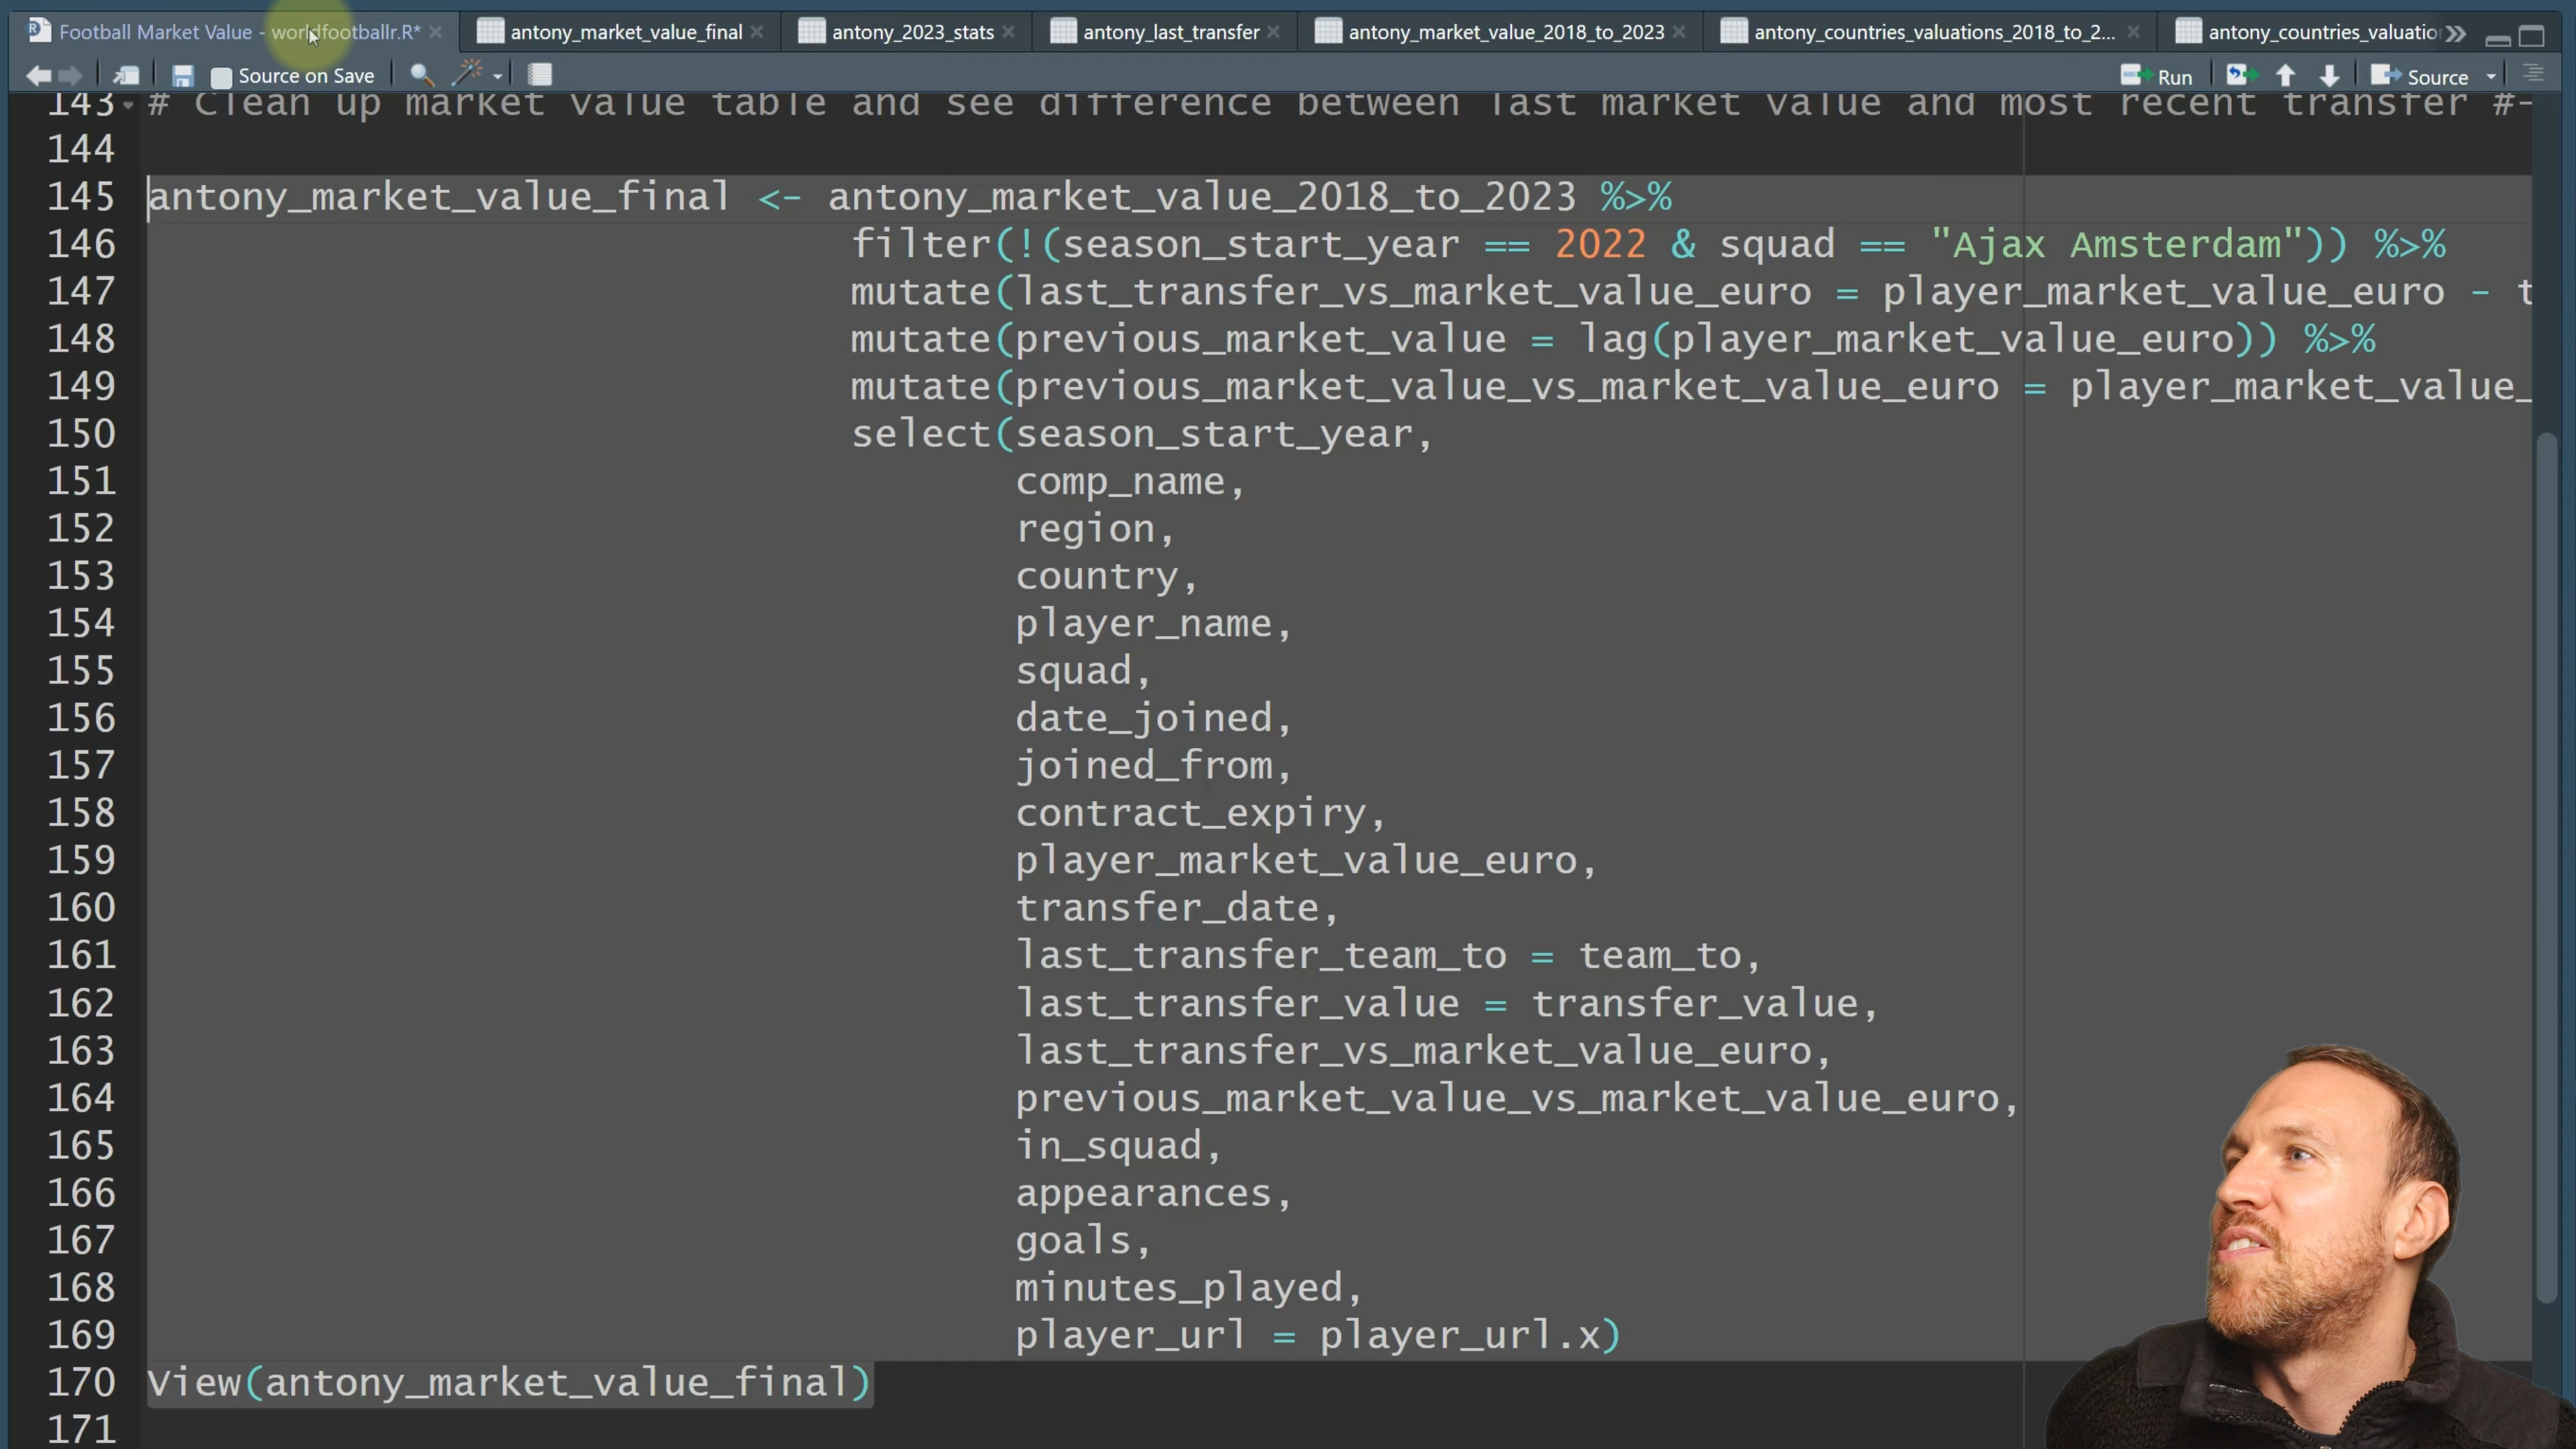 Football Market Value - worldfootballr.R*
antony_market_value_final
antony_2023_stats
antony_last_transfer
antony_market_value_2018_to_2023
antony_countries_valuations_2018_to_2...
antony_countries_valuatio
Source on Save
Run
Source
143 # Clean up market value table and see difference between last market value and most recent transfer #-
144
145 antony_market_value_final <- antony_market_value_2018_to_2023 %>%
146 filter(!(season_start_year == 2022 & squad == "Ajax Amsterdam")) %>%
147 mutate(last_transfer_vs_market_value_euro = player_market_value_euro - t
148 mutate(previous_market_value = lag(player_market_value_euro)) %>%
149 mutate(previous_market_value_vs_market_value_euro = player_market_value_
150 select(season_start_year,
151 comp_name,
152 region,
153 country,
154 player_name,
155 squad,
156 date_joined,
157 joined_from,
158 contract_expiry,
159 player_market_value_euro,
160 transfer_date,
161 last_transfer_team_to = team_to,
162 last_transfer_value = transfer_value,
163 last_transfer_vs_market_value_euro,
164 previous_market_value_vs_market_value_euro,
165 in_squad,
166 appearances,
167 goals,
168 minutes_played,
169 player_url = player_url.x)
170 View(antony_market_value_final)
171